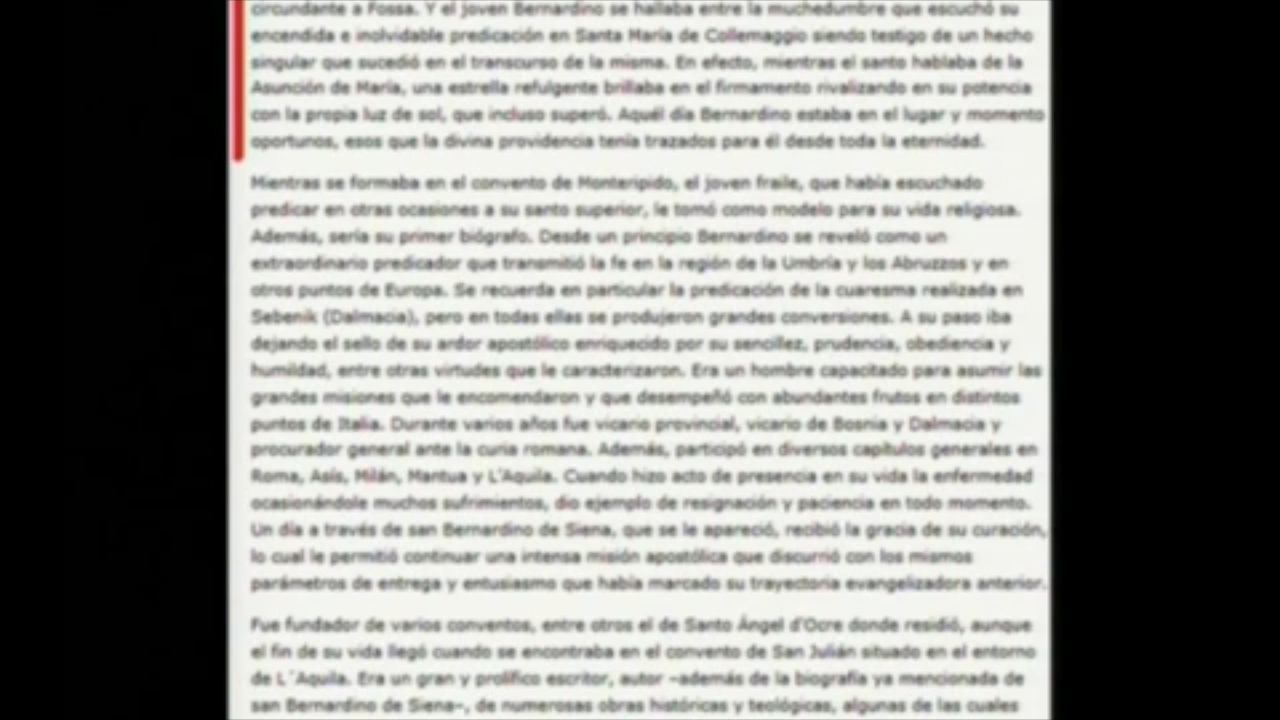 circundante a Fossa. Y el joven Bernardino se hallaba entre la muchedumbre que escuchó su
encendida e inolvidable predicación en Santa María de Collemaggio siendo testigo de un hecho
singular que sucedió en el transcurso de la misma. En efecto, mientras el santo hablaba de la
Asunción de María, una estrella refulgente brillaba en el firmamento rivalizando en su potencia
con la propia luz de sol, que incluso superó. Aquél día Bernardino estaba en el lugar y momento
oportunos, esos que la divina providencia tenía trazados para él desde toda la eternidad.
Mientras se formaba en el convento de Monteripido, el joven fraile, que había escuchado
predicar en otras ocasiones a su santo superior, le tomó como modelo para su vida religiosa.
Además, sería su primer biógrafo. Desde un principio Bernardino se reveló como un
extraordinario predicador que transmitió la fe en la región de la Umbría y los Abruzzos y en
otros puntos de Europa. Se recuerda en particular la predicación de la cuaresma realizada en
Sebenik (Dalmacia), pero en todas ellas se produjeron grandes conversiones. A su paso iba
dejando el sello de su ardor apostólico enriquecido por su sencillez, prudencia, obediencia y
humildad, entre otras virtudes que le caracterizaron. Era un hombre capacitado para asumir las
grandes misiones que le encomendaron y que desempeñó con abundantes frutos en distintos
puntos de Italia. Durante varios años fue vicario provincial, vicario de Bosnia y Dalmacia y
procurador general ante la curia romana. Además, participó en diversos capítulos generales en
Roma, Asís, Milán, Mantua y L'Aquila. Cuando hizo acto de presencia en su vida la enfermedad
ocasionándole muchos sufrimientos, dio ejemplo de resignación y paciencia en todo momento.
Un día a través de san Bernardino de Siena, que se le apareció, recibió la gracia de su curación,
lo cual le permitió continuar una intensa misión apostólica que discurrió con los mismos
parámetros de entrega y entusiasmo que había marcado su trayectoria evangelizadora anterior.
Fue fundador de varios conventos, entre otros el de Santo Ángel d'Ocre donde residió, aunque
el fin de su vida llegó cuando se encontraba en el convento de San Julián situado en el entorno
de L´Aquila. Era un gran y prolífico escritor, autor –además de la biografía ya mencionada de
san Bernardino de Siena–, de numerosas obras históricas y teológicas, algunas de las cuales